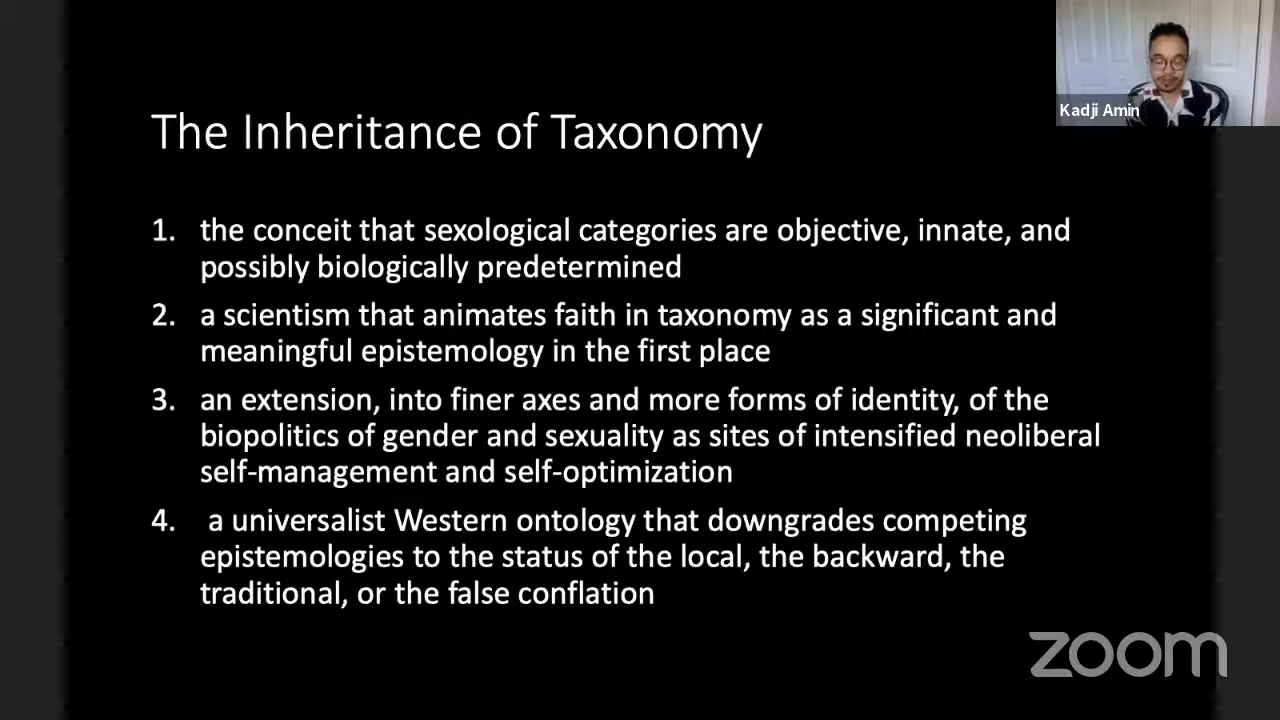 Kadji Amin
The Inheritance of Taxonomy
1. the conceit that sexological categories are objective, innate, and
possibly biologically predetermined
2. a scientism that animates faith in taxonomy as a significant and
meaningful epistemology in the first place
3. an extension, into finer axes and more forms of identity, of the
biopolitics of gender and sexuality as sites of intensified neoliberal
self-management and self-optimization
4. a universalist Western ontology that downgrades competing
epistemologies to the status of the local, the backward, the
traditional, or the false conflation
zoom